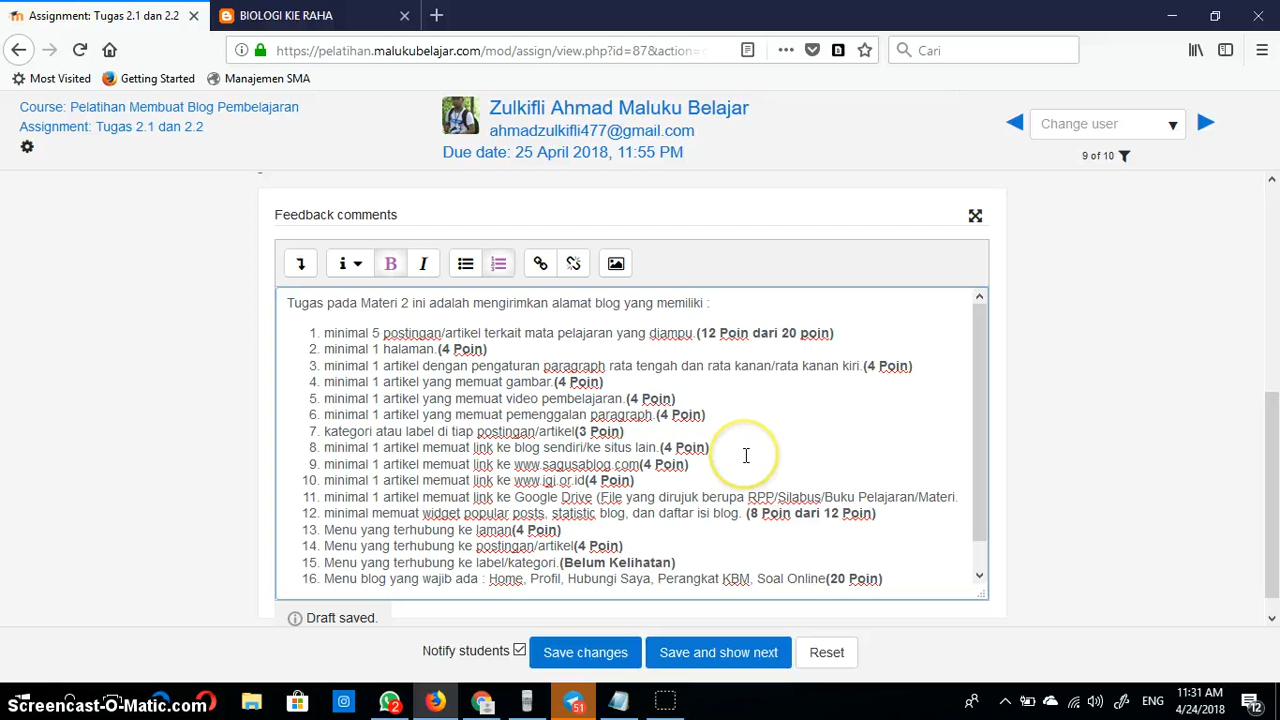 Assignment: Tugas 2.1 dan 2.2
BIOLOGI KIE RAHA
https://pelatihan.malukubelajar.com/mod/assign/view.php?id=87&action=
Cari
Most Visited
Getting Started
Manajemen SMA
Course: Pelatihan Membuat Blog Pembelajaran
Assignment: Tugas 2.1 dan 2.2
Zulkifli Ahmad Maluku Belajar
ahmadzulkifli477@gmail.com
Due date: 25 April 2018, 11:55 PM
Change user
9 of 10
Feedback comments
Tugas pada Materi 2 ini adalah mengirimkan alamat blog yang memiliki :
1. minimal 5 postingan/artikel terkait mata pelajaran yang diampu.(12 Poin dari 20 poin)
2. minimal 1 halaman.(4 Poin)
3. minimal 1 artikel dengan pengaturan paragraph rata tengah dan rata kanan/rata kanan kiri.(4 Poin)
4. minimal 1 artikel yang memuat gambar.(4 Poin)
5. minimal 1 artikel yang memuat video pembelajaran.(4 Poin)
6. minimal 1 artikel yang memuat pemenggalan paragraph.(4 Poin)
7. kategori atau label di tiap postingan/artikel(3 Poin)
8. minimal 1 artikel memuat link ke blog sendiri/ke situs lain.(4 Poin)
9. minimal 1 artikel memuat link ke www.sagusablog.com(4 Poin)
10. minimal 1 artikel memuat link ke www.igi.or.id(4 Poin)
11. minimal 1 artikel memuat link ke Google Drive (File yang dirujuk berupa RPP/Silabus/Buku Pelajaran/Materi.
12. minimal memuat widget popular posts, statistic blog, dan daftar isi blog. (8 Poin dari 12 Poin)
13. Menu yang terhubung ke laman(4 Poin)
14. Menu yang terhubung ke postingan/artikel(4 Poin)
15. Menu yang terhubung ke label/kategori.(Belum Kelihatan)
16. Menu blog yang wajib ada : Home, Profil, Hubungi Saya, Perangkat KBM, Soal Online(20 Poin)
Draft saved.
Notify students
Save changes
Save and show next
Reset
RECORDED WITH
Screencast-O-Matic.com
2
51
ENG
11:31 AM
4/24/2018
12